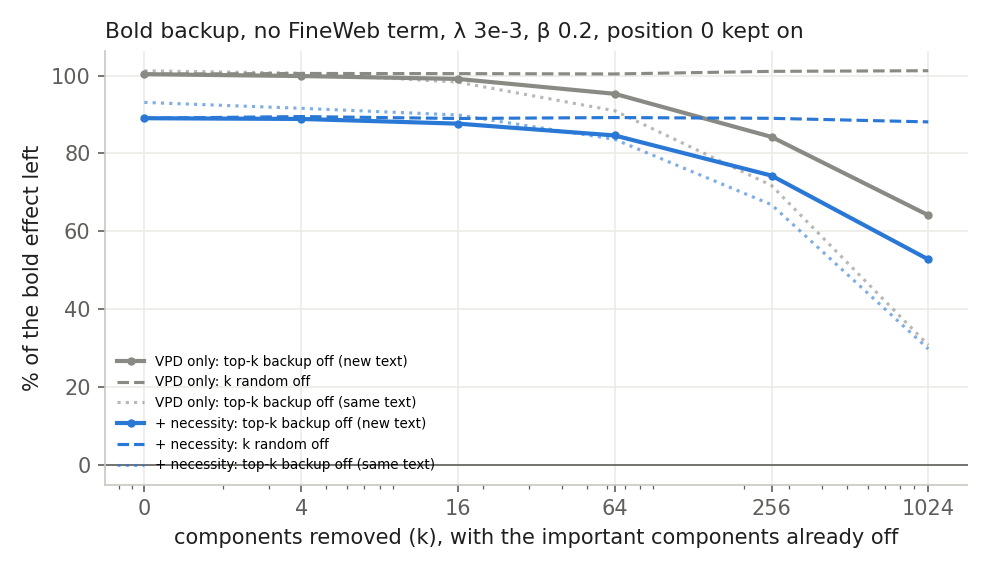 Bold backup, no FineWeb term, λ 3e-3, β 0.2, position 0 kept on
% of the bold effect left
100
80
60
40
20
0
VPD only: top-k backup off (new text)
VPD only: k random off
VPD only: top-k backup off (same text)
+ necessity: top-k backup off (new text)
+ necessity: k random off
+ necessity: top-k backup off (same text)
0 4 16 64 256 1024
components removed (k), with the important components already off